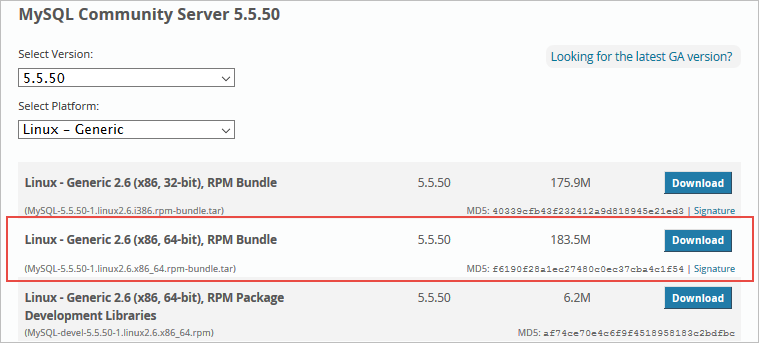 MySQL Community Server 5.5.50
Select Version:
Looking for the latest GA version?
5.5.50
Select Platform:
Linux – Generic
Linux - Generic 2.6 (x86, 32-bit), RPM Bundle 5.5.50 175.9M Download
(MySQL-5.5.50-1.linux2.6.i386.rpm-bundle.tar) MD5: 40339cfb43f232412a9d818945e21ed3 | Signature
Linux - Generic 2.6 (x86, 64-bit), RPM Bundle 5.5.50 183.5M Download
(MySQL-5.5.50-1.linux2.6.x86_64.rpm-bundle.tar) MD5: f6190f28a1ec27480c0ec37cba4c1f54 | Signature
Linux - Generic 2.6 (x86, 64-bit), RPM Package 5.5.50 6.2M Download
Development Libraries
(MySQL-devel-5.5.50-1.linux2.6.x86_64.rpm) MD5: af74ce70e4c6f9f4518958183c2bdfbc